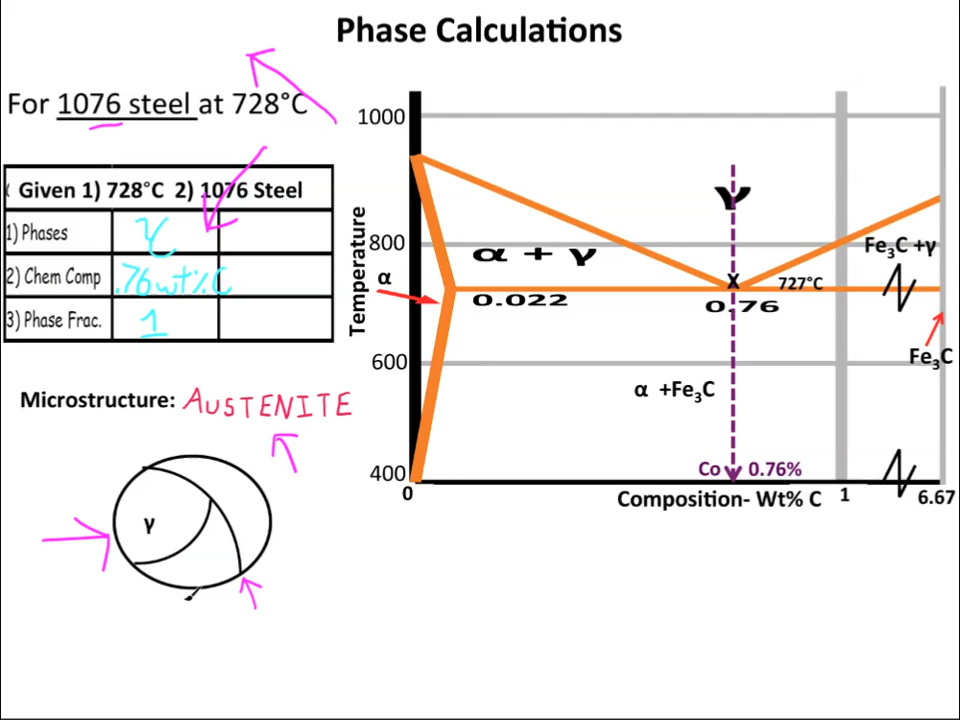 Phase Calculations
For 1076 steel at 728°C
Given 1) 728°C 2) 1076 Steel
1) Phases γ
2) Chem Comp .76wt%C
3) Phase Frac. 1
Microstructure: AUSTENITE
γ
Temperature
1000
800
600
400
0
α
α + γ
γ
0.022
X
0.76
727°C
Fe₃C +γ
Fe₃C
α +Fe₃C
Co 0.76%
Composition- Wt% C
1
6.67